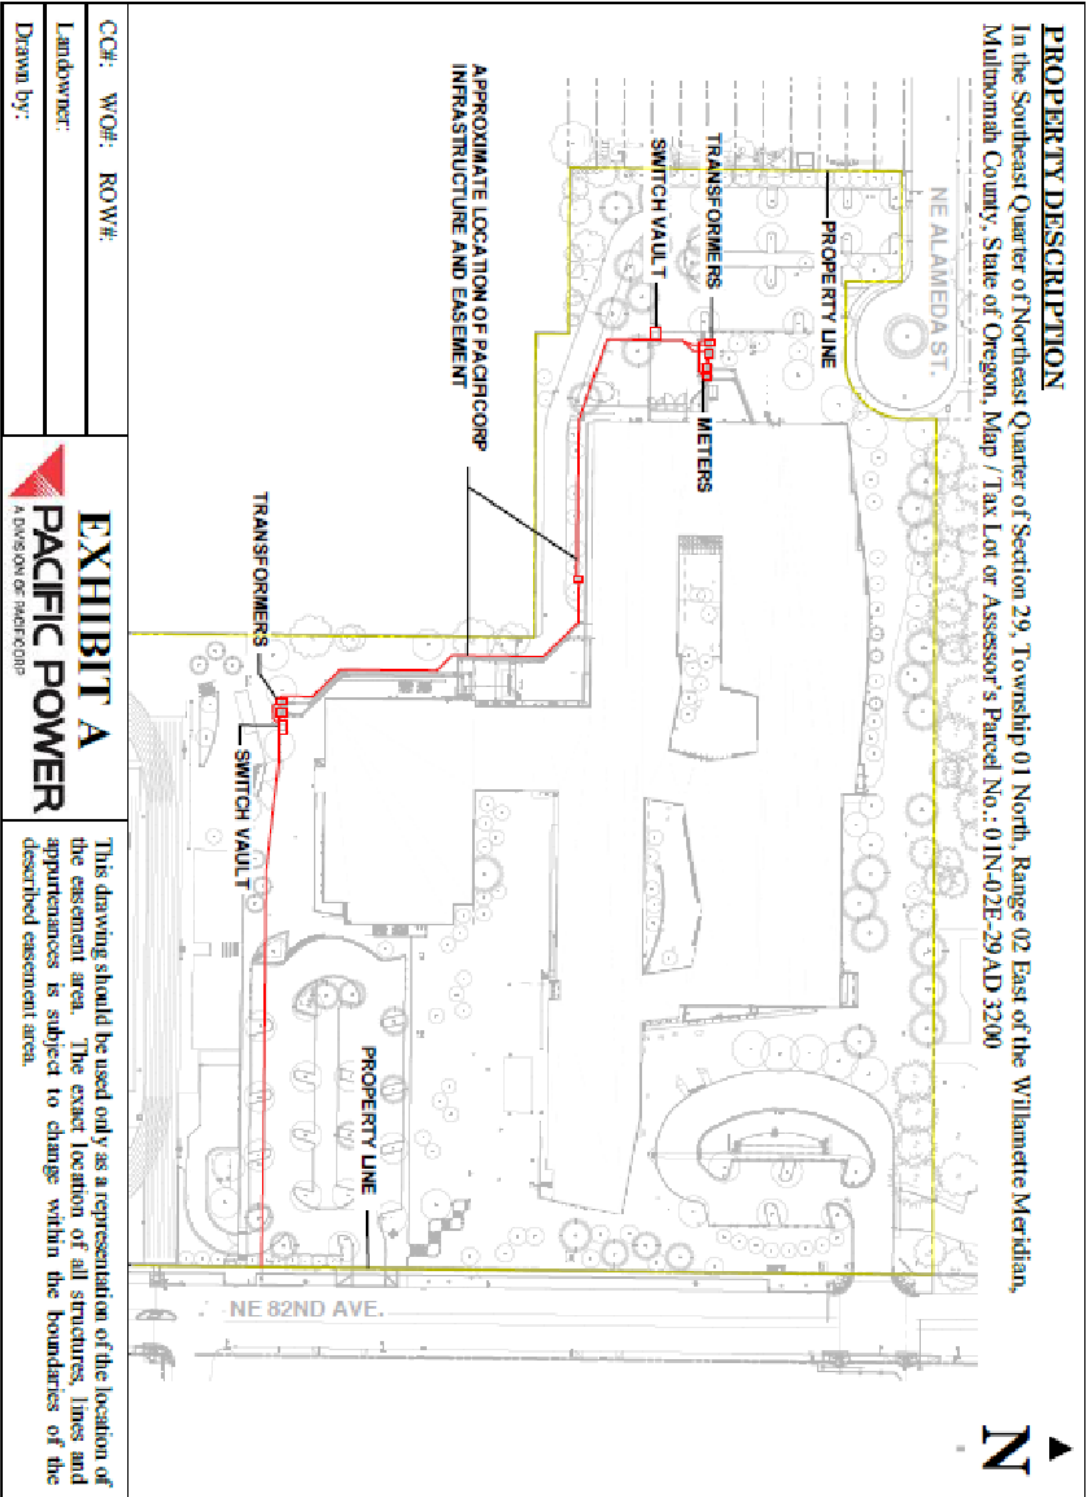 PROPERTY DESCRIPTION
In the Southeast Quarter of Northeast Quarter of Section 29, Township 01 North, Range 02 East of the Willamette Meridian,
Multnomah County, State of Oregon, Map / Tax Lot or Assessor's Parcel No.: 01N-02E-29AD 3200
N
NE ALAMEDA ST.
PROPERTY LINE
TRANSFORMERS
SWITCH VAULT
METERS
APPROXIMATE LOCATION OF PACIFICORP
INFRASTRUCTURE AND EASEMENT
TRANSFORMERS
SWITCH VAULT
PROPERTY LINE
NE 82ND AVE.
CC#: WO#: ROW#:
Landowner:
Drawn by:
EXHIBIT A
PACIFIC POWER
A DIVISION OF PACIFICORP
This drawing should be used only as a representation of the location of
the easement area. The exact location of all structures, lines and
appurtenances is subject to change within the boundaries of the
described easement area.